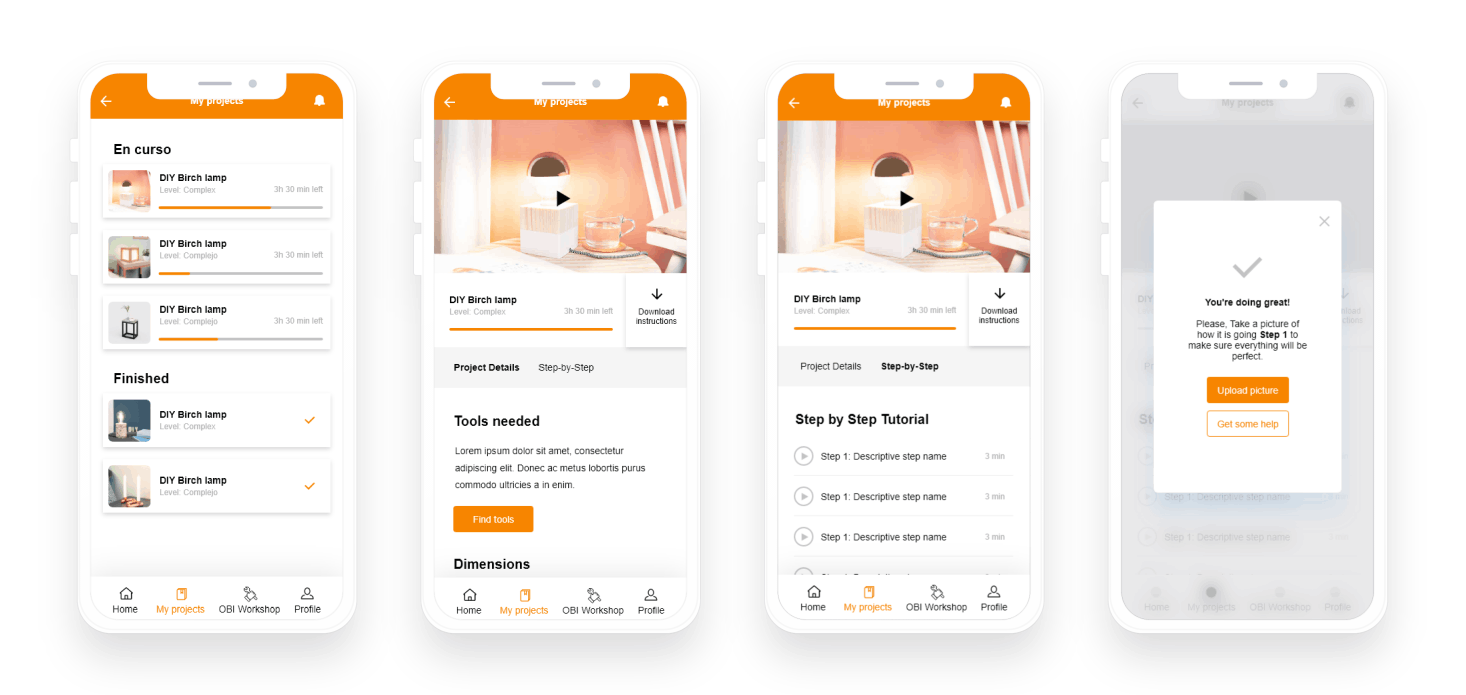 My projects
En curso
DIY Birch lamp
Level: Complex
3h 30 min left
DIY Birch lamp
Level: Complex
3h 30 min left
DIY Birch lamp
Level: Complejo
3h 30 min left
Finished
DIY Birch lamp
Level: Complex
DIY Birch lamp
Level: Complejo
Home
My projects
OBI Workshop
Profile
My projects
DIY Birch lamp
Level: Complex
3h 30 min left
Download
instructions
Project Details
Step-by-Step
Tools needed
Lorem ipsum dolor sit amet, consectetur
adipiscing elit. Donec ac metus lobortis purus
commodo ultricies a in enim.
Find tools
Dimensions
Home
My projects
OBI Workshop
Profile
My projects
DIY Birch lamp
Level: Complex
3h 30 min left
Download
instructions
Project Details
Step-by-Step
Step by Step Tutorial
Step 1: Descriptive step name
3 min
Step 1: Descriptive step name
3 min
Step 1: Descriptive step name
3 min
Home
My projects
OBI Workshop
Profile
My projects
You're doing great!
Please, Take a picture of
how it is going Step 1 to
make sure everything will be
perfect.
Upload picture
Get some help
Step 1: Descriptive step name
Step 1: Descriptive step name
Home
My projects
OBI Workshop
Profile